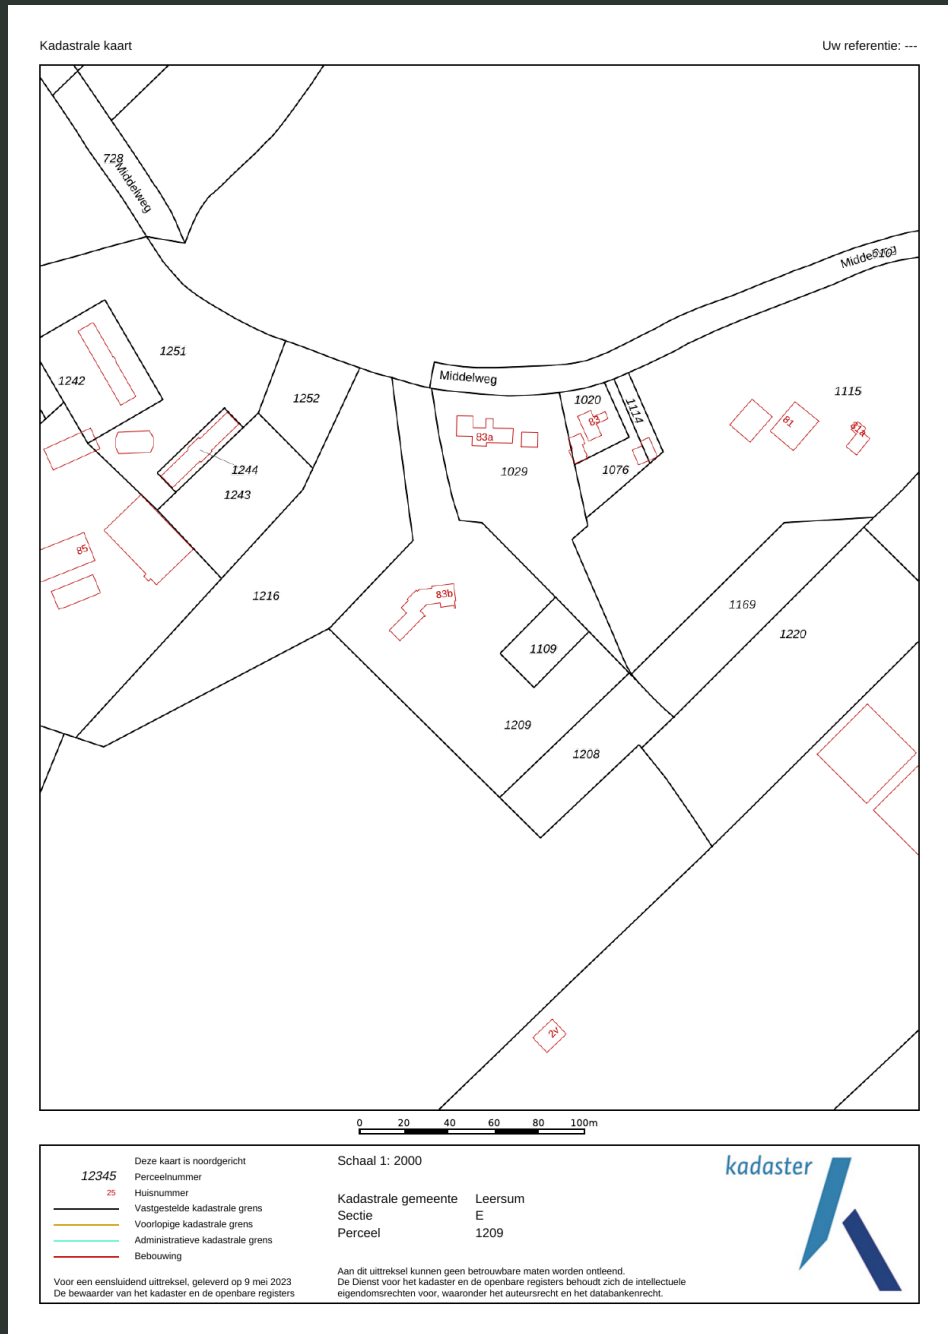 Kadastrale kaart
Uw referentie: ---
728
Middelweg
Middelweg
1251
1242
1252
Middelweg
1020
1114
1115
83
83a
81
81a
1244
1243
1029
1076
85
1216
83b
1169
1220
1109
1209
1208
2v
0 20 40 60 80 100m
12345
25
Deze kaart is noordgericht
Perceelnummer
Huisnummer
Vastgestelde kadastrale grens
Voorlopige kadastrale grens
Administratieve kadastrale grens
Bebouwing
Voor een eensluidend uittreksel, geleverd op 9 mei 2023
De bewaarder van het kadaster en de openbare registers
Schaal 1: 2000
Kadastrale gemeente Leersum
Sectie E
Perceel 1209
Aan dit uittreksel kunnen geen betrouwbare maten worden ontleend.
De Dienst voor het kadaster en de openbare registers behoudt zich de intellectuele
eigendomsrechten voor, waaronder het auteursrecht en het databankenrecht.
kadaster